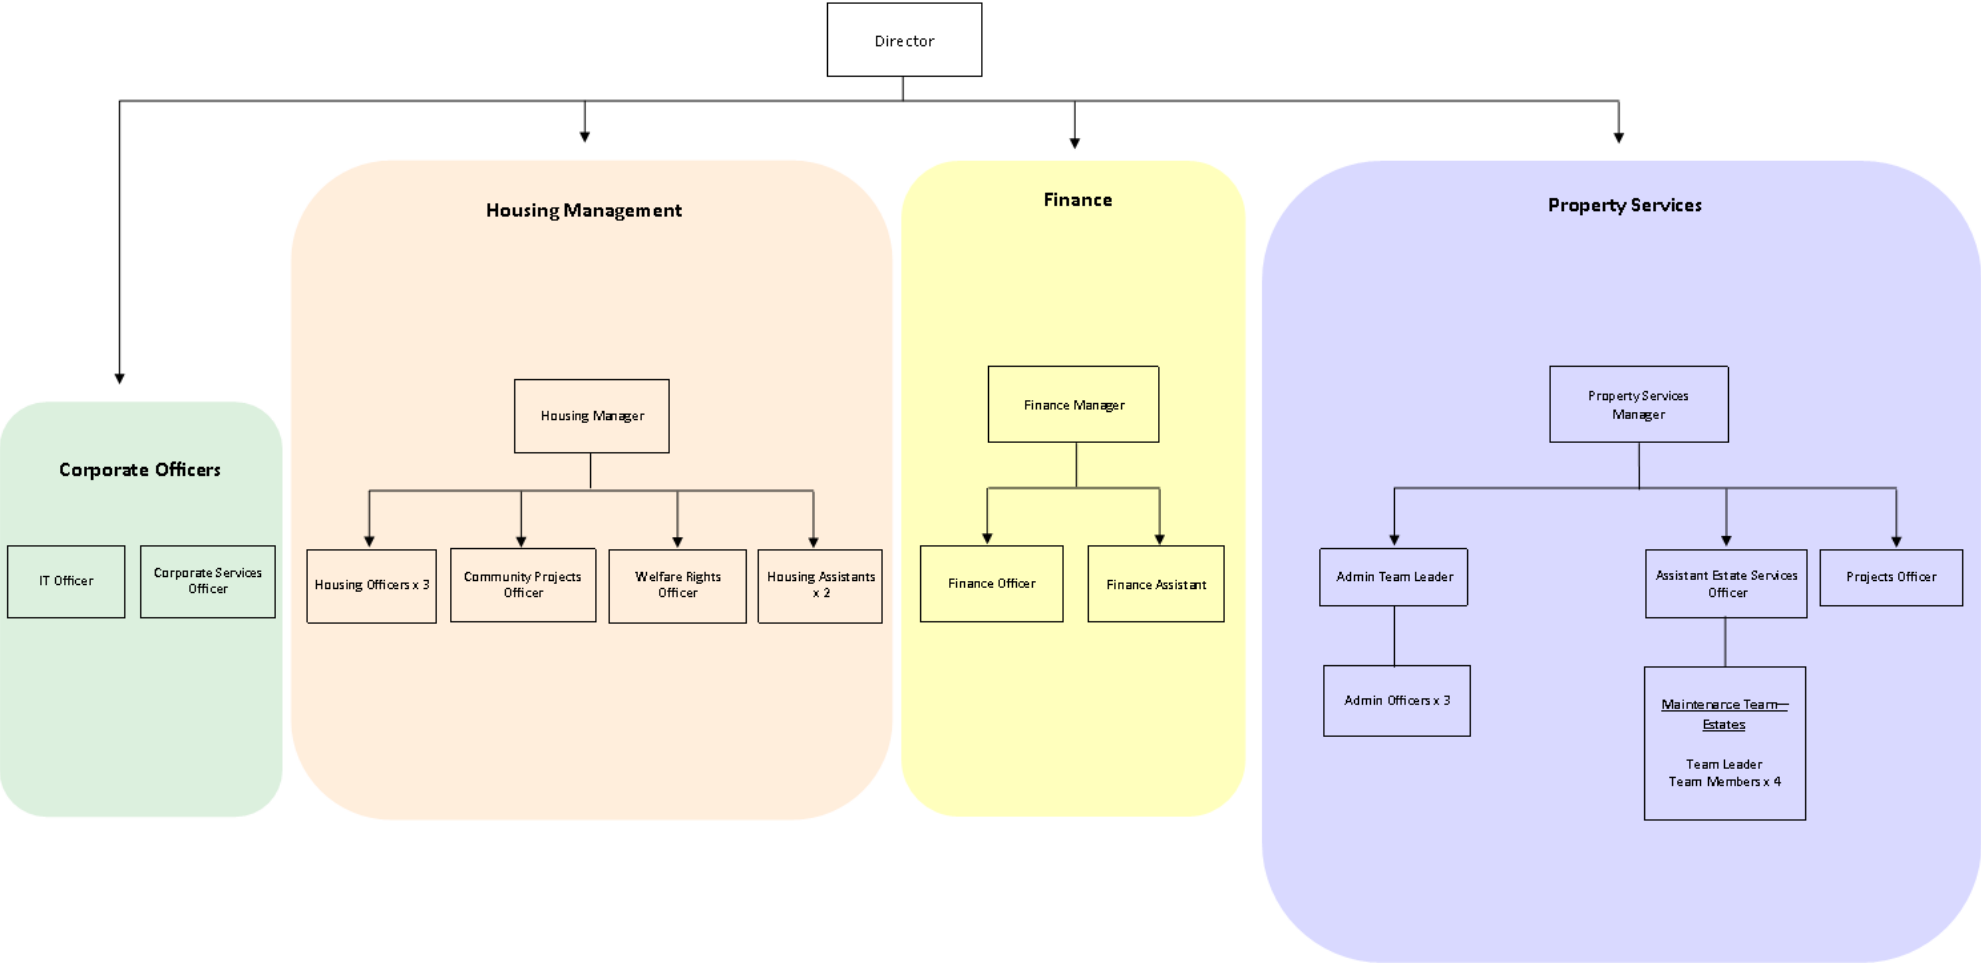 Director
Housing Management
Finance
Property Services
Corporate Officers
Housing Manager
Finance Manager
Property Services
Manager
IT Officer
Corporate Services
Officer
Housing Officers x 3
Community Projects
Officer
Welfare Rights
Officer
Housing Assistants
x 2
Finance Officer
Finance Assistant
Admin Team Leader
Assistant Estate Services
Officer
Projects Officer
Admin Officers x 3
Maintenance Team—
Estates
Team Leader
Team Members x 4